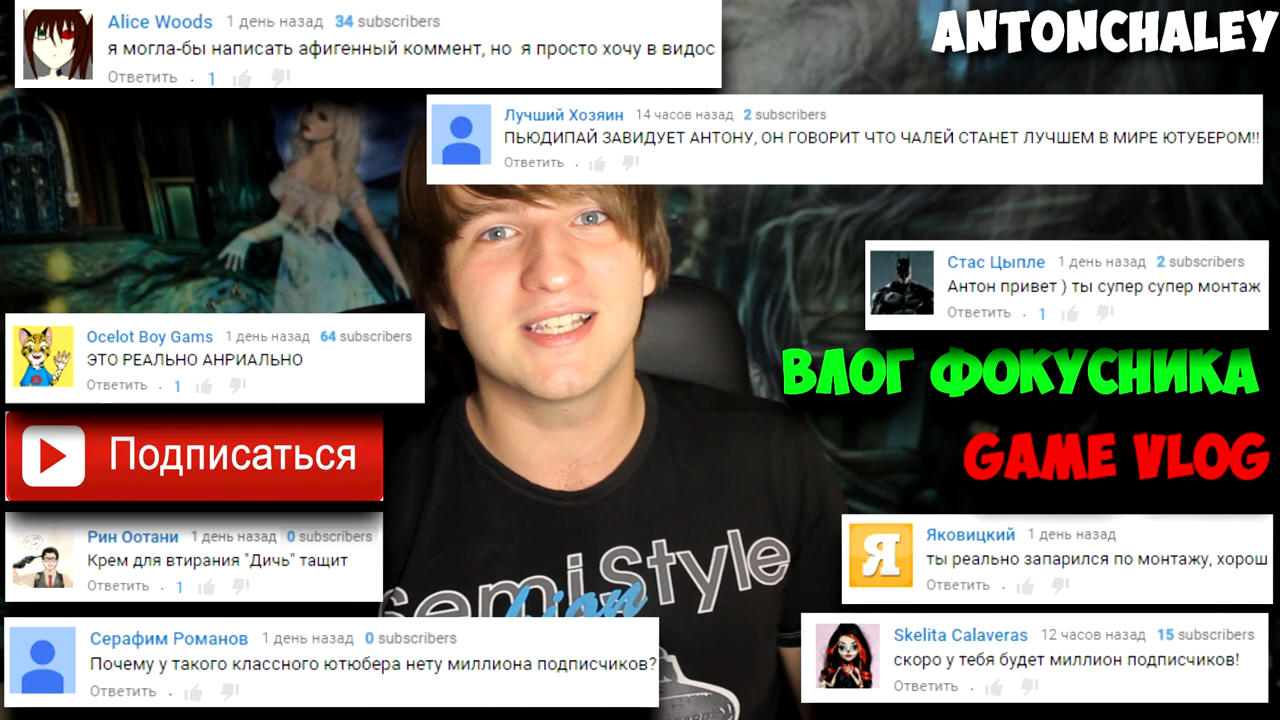 Alice Woods 1 день назад 34 subscribers
я могла-бы написать афигенный коммент, но я просто хочу в видос
Ответить . 1
ANTONCHALEY
Лучший Хозяин 14 часов назад 2 subscribers
ПЬЮДИПАЙ ЗАВИДУЕТ АНТОНУ, ОН ГОВОРИТ ЧТО ЧАЛЕЙ СТАНЕТ ЛУЧШЕМ В МИРЕ ЮТУБЕРОМ!!
Ответить .
Стас Цыпле 1 день назад 2 subscribers
Антон привет ) ты супер супер монтаж
Ответить . 1
Ocelot Boy Gams 1 день назад 64 subscribers
ЭТО РЕАЛЬНО АНРИАЛЬНО
Ответить . 1
ВЛОГ ФОКУСНИКА
GAME VLOG
Подписаться
Рин Оотани 1 день назад 0 subscribers
Крем для втирания "Дичь" тащит
Ответить . 1
SemiStyle
Я
Яковицкий 1 день назад
ты реально запарился по монтажу, хорош
Ответить .
Серафим Романов 1 день назад 0 subscribers
Почему у такого классного ютюбера нету миллиона подписчиков?
Ответить .
Skelita Calaveras 12 часов назад 15 subscribers
скоро у тебя будет миллион подписчиков!
Ответить .